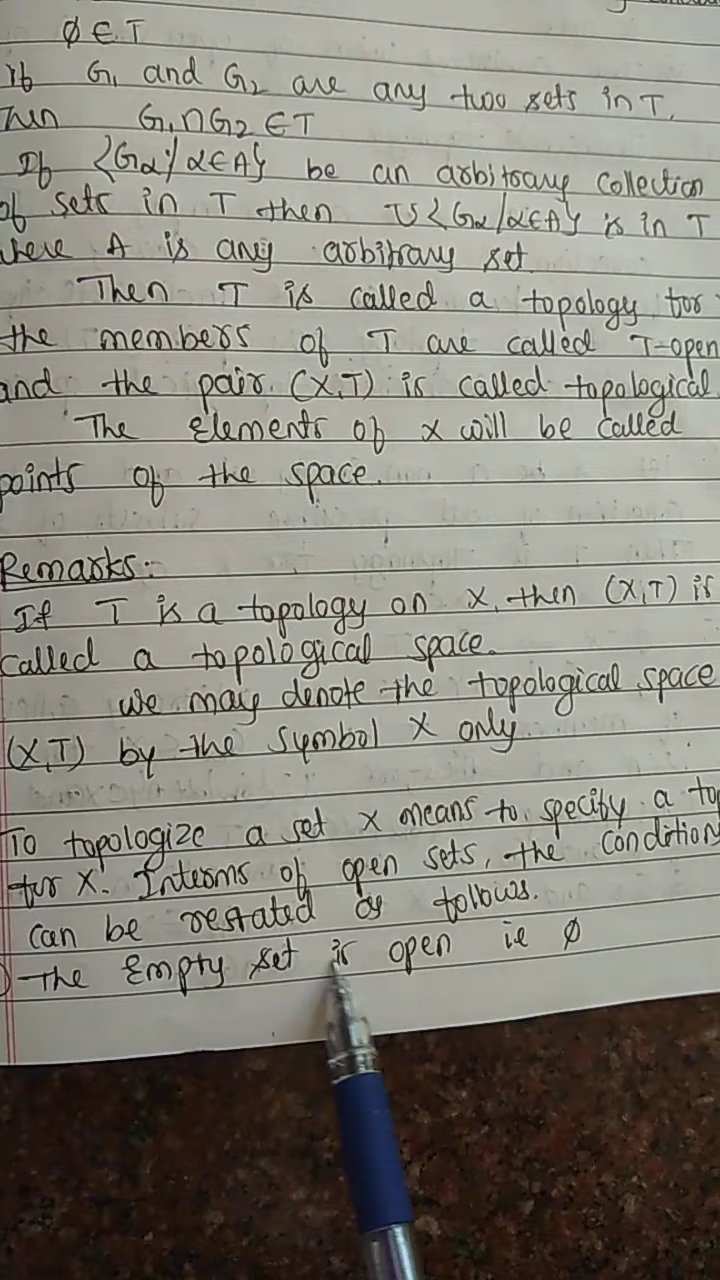 ∅ ∈ T
if G₁ and G₂ are any two sets in T,
Then G₁∩G₂ ∈ T
If {Gα/α∈A} be an arbitrary collection
of sets in T then ∪{Gα/α∈A} is in T
where A is any arbitrary set.
Then T is called a topology for
the members of T are called T-open
and the pair (X,T) is called topological
The elements of X will be called
points of the space.
Remarks:
If T is a topology on X, then (X,T) is
called a topological space.
we may denote the topological space
(X,T) by the symbol X only
To topologize a set X means to specify a to
for X. Interms of open sets, the condition
can be restated as follows.
) The Empty set is open ie ∅